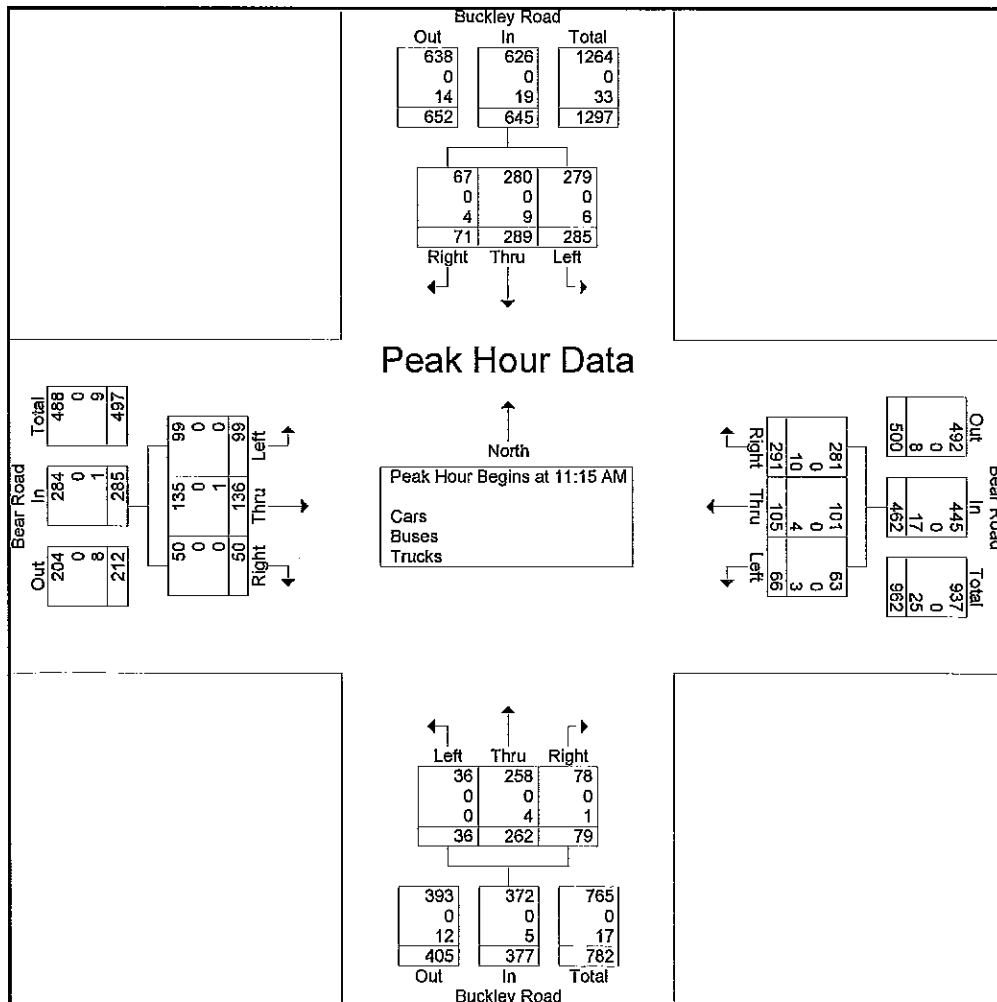 Buckley Road
Out In Total
638 626 1264
0 0 0
14 19 33
652 645 1297
67 280 279
0 0 0
4 9 6
71 289 285
Right Thru Left
Peak Hour Data
North
Peak Hour Begins at 11:15 AM
Cars
Buses
Trucks
Bear Road
Total
488 0 9 497
In
284 0 1 285
Out
204 0 8 212
99 0 0 99
Left
135 0 1 136
Thru
50 0 0 50
Right
Right
281 0 10 291
Thru
101 0 4 105
Left
63 0 3 66
Out
492 0 8 500
In
445 0 17 462
Total
937 0 25 962
Bear Road
Left Thru Right
36 258 78
0 0 0
0 4 1
36 262 79
393 372 765
0 0 0
12 5 17
405 377 782
Out In Total
Buckley Road